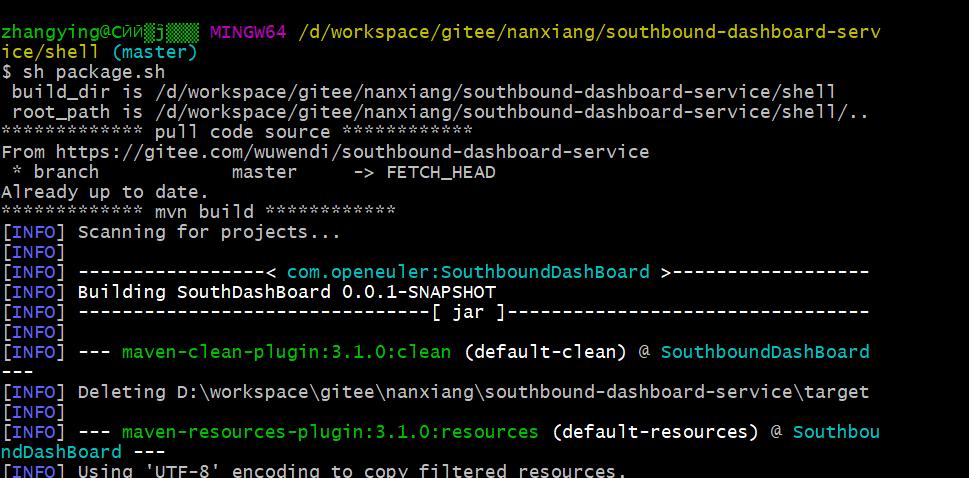 zhangying@СЙЙ▒j▒▒▒ MINGW64 /d/workspace/gitee/nanxiang/southbound-dashboard-serv
ice/shell (master)
$ sh package.sh
 build_dir is /d/workspace/gitee/nanxiang/southbound-dashboard-service/shell
 root_path is /d/workspace/gitee/nanxiang/southbound-dashboard-service/shell/..
************* pull code source ************
From https://gitee.com/wuwendi/southbound-dashboard-service
 * branch            master     -> FETCH_HEAD
Already up to date.
************* mvn build ************
[INFO] Scanning for projects...
[INFO]
[INFO] -----------------< com.openeuler:SouthboundDashBoard >------------------
[INFO] Building SouthDashBoard 0.0.1-SNAPSHOT
[INFO] --------------------------------[ jar ]---------------------------------
[INFO]
[INFO] --- maven-clean-plugin:3.1.0:clean (default-clean) @ SouthboundDashBoard
---
[INFO] Deleting D:\workspace\gitee\nanxiang\southbound-dashboard-service\target
[INFO]
[INFO] --- maven-resources-plugin:3.1.0:resources (default-resources) @ Southbou
ndDashBoard ---
[INFO] Using 'UTF-8' encoding to copy filtered resources.